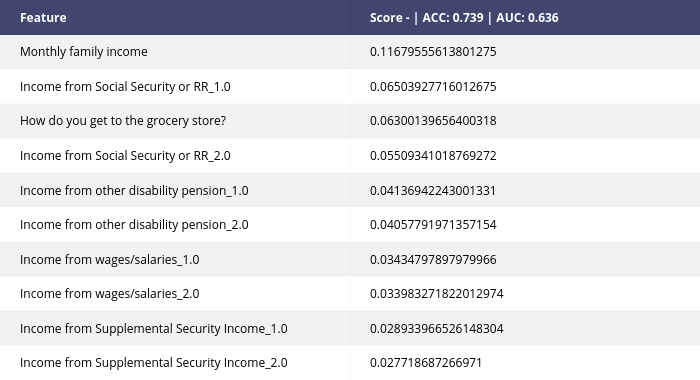 Feature Score - | ACC: 0.739 | AUC: 0.636
Monthly family income 0.11679555613801275
Income from Social Security or RR_1.0 0.06503927716012675
How do you get to the grocery store? 0.06300139656400318
Income from Social Security or RR_2.0 0.05509341018769272
Income from other disability pension_1.0 0.04136942243001331
Income from other disability pension_2.0 0.04057791971357154
Income from wages/salaries_1.0 0.03434797897979966
Income from wages/salaries_2.0 0.033983271822012974
Income from Supplemental Security Income_1.0 0.028933966526148304
Income from Supplemental Security Income_2.0 0.027718687266971